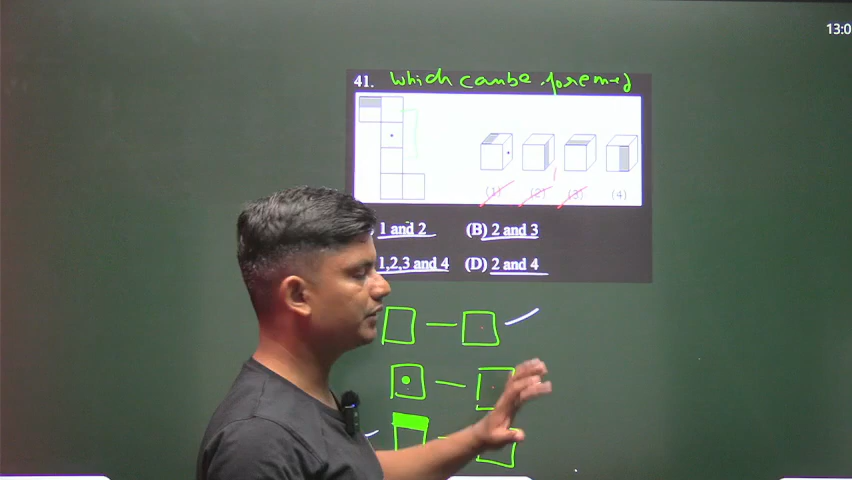 13:0
41. which can be foremed
(1) (2) (3) (4)
1 and 2 (B) 2 and 3
1,2,3 and 4 (D) 2 and 4